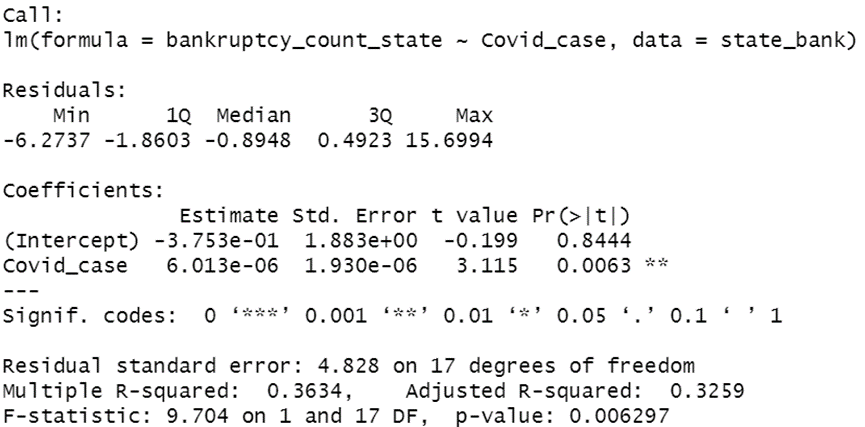 Call:
lm(formula = bankruptcy_count_state ~ Covid_case, data = state_bank)
Residuals:
Min 1Q Median 3Q Max
-6.2737 -1.8603 -0.8948 0.4923 15.6994
Coefficients:
Estimate Std. Error t value Pr(>|t|)
(Intercept) -3.753e-01 1.883e+00 -0.199 0.8444
Covid_case 6.013e-06 1.930e-06 3.115 0.0063 **
---
Signif. codes: 0 ‘***’ 0.001 ‘**’ 0.01 ‘*’ 0.05 ‘.’ 0.1 ‘ ’ 1
Residual standard error: 4.828 on 17 degrees of freedom
Multiple R-squared: 0.3634, Adjusted R-squared: 0.3259
F-statistic: 9.704 on 1 and 17 DF, p-value: 0.006297